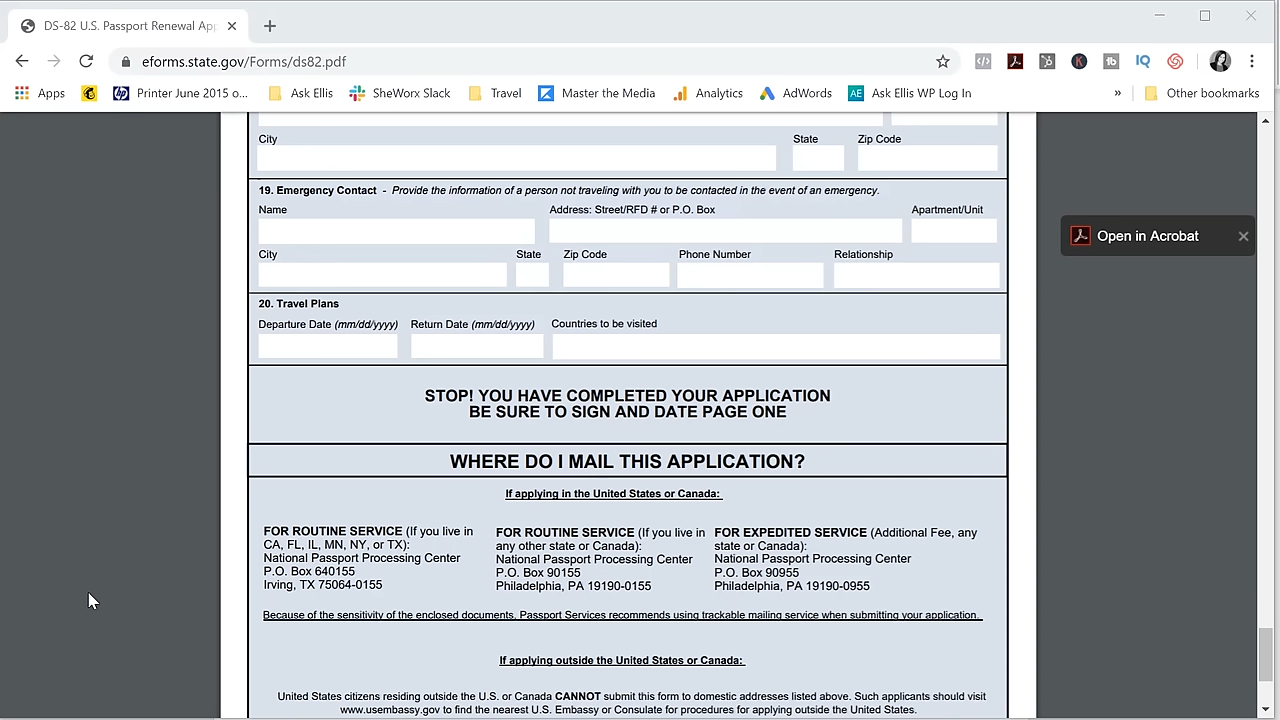 DS-82 U.S. Passport Renewal App
eforms.state.gov/Forms/ds82.pdf
Apps
Printer June 2015 o...
Ask Ellis
SheWorx Slack
Travel
Master the Media
Analytics
AdWords
AE
Ask Ellis WP Log In
»
Other bookmarks
City
State
Zip Code
19. Emergency Contact - Provide the information of a person not traveling with you to be contacted in the event of an emergency.
Name
Address: Street/RFD # or P.O. Box
Apartment/Unit
Open in Acrobat
City
State
Zip Code
Phone Number
Relationship
20. Travel Plans
Departure Date (mm/dd/yyyy)
Return Date (mm/dd/yyyy)
Countries to be visited
STOP! YOU HAVE COMPLETED YOUR APPLICATION
BE SURE TO SIGN AND DATE PAGE ONE
WHERE DO I MAIL THIS APPLICATION?
If applying in the United States or Canada:
FOR ROUTINE SERVICE (If you live in
CA, FL, IL, MN, NY, or TX):
National Passport Processing Center
P.O. Box 640155
Irving, TX 75064-0155
FOR ROUTINE SERVICE (If you live in
any other state or Canada):
National Passport Processing Center
P.O. Box 90155
Philadelphia, PA 19190-0155
FOR EXPEDITED SERVICE (Additional Fee, any
state or Canada):
National Passport Processing Center
P.O. Box 90955
Philadelphia, PA 19190-0955
Because of the sensitivity of the enclosed documents, Passport Services recommends using trackable mailing service when submitting your application.
If applying outside the United States or Canada:
United States citizens residing outside the U.S. or Canada CANNOT submit this form to domestic addresses listed above. Such applicants should visit
www.usembassy.gov to find the nearest U.S. Embassy or Consulate for procedures for applying outside the United States.